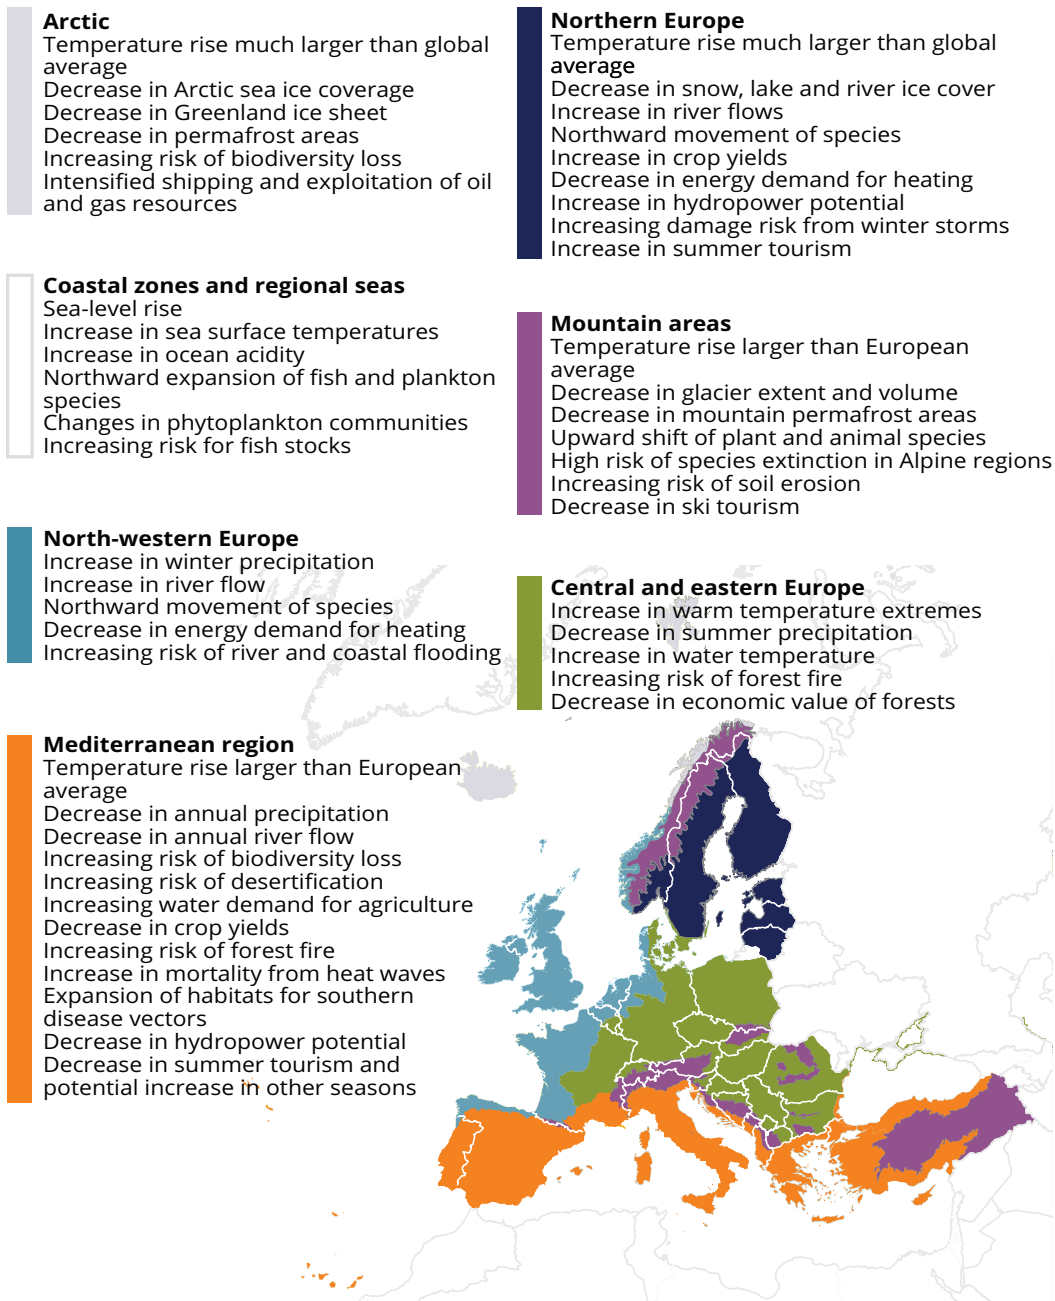 Arctic
Temperature rise much larger than global
average
Decrease in Arctic sea ice coverage
Decrease in Greenland ice sheet
Decrease in permafrost areas
Increasing risk of biodiversity loss
Intensified shipping and exploitation of oil
and gas resources
Northern Europe
Temperature rise much larger than global
average
Decrease in snow, lake and river ice cover
Increase in river flows
Northward movement of species
Increase in crop yields
Decrease in energy demand for heating
Increase in hydropower potential
Increasing damage risk from winter storms
Increase in summer tourism
Coastal zones and regional seas
Sea-level rise
Increase in sea surface temperatures
Increase in ocean acidity
Northward expansion of fish and plankton
species
Changes in phytoplankton communities
Increasing risk for fish stocks
Mountain areas
Temperature rise larger than European
average
Decrease in glacier extent and volume
Decrease in mountain permafrost areas
Upward shift of plant and animal species
High risk of species extinction in Alpine regions
Increasing risk of soil erosion
Decrease in ski tourism
North-western Europe
Increase in winter precipitation
Increase in river flow
Northward movement of species
Decrease in energy demand for heating
Increasing risk of river and coastal flooding
Central and eastern Europe
Increase in warm temperature extremes
Decrease in summer precipitation
Increase in water temperature
Increasing risk of forest fire
Decrease in economic value of forests
Mediterranean region
Temperature rise larger than European
average
Decrease in annual precipitation
Decrease in annual river flow
Increasing risk of biodiversity loss
Increasing risk of desertification
Increasing water demand for agriculture
Decrease in crop yields
Increasing risk of forest fire
Increase in mortality from heat waves
Expansion of habitats for southern
disease vectors
Decrease in hydropower potential
Decrease in summer tourism and
potential increase in other seasons